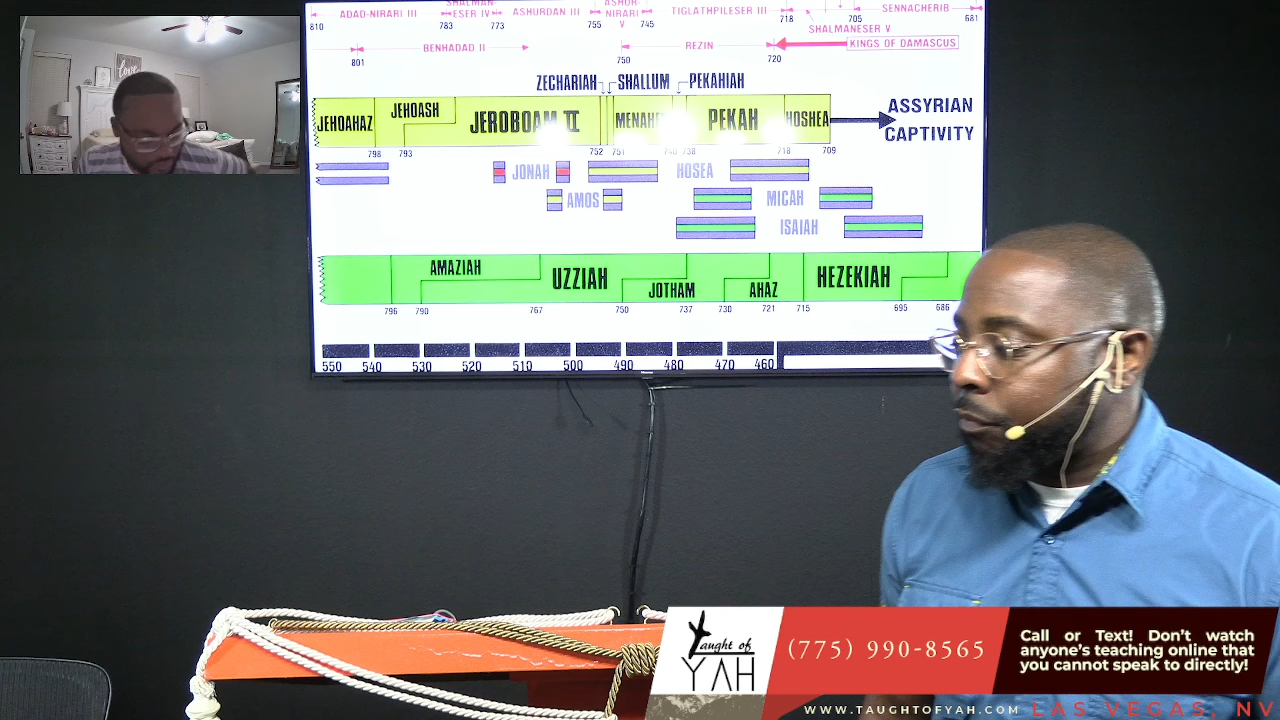 ADAD-NIRARI III
SHALMAN-
ESER IV
ASHURDAN III
ASHUR-
NIRARI
V
TIGLATHPILESER III
SENNACHERIB
810
783
773
755
745
718
705
681
SHALMANESER V
801
BENHADAD II
REZIN
KINGS OF DAMASCUS
750
720
ZECHARIAH
SHALLUM
PEKAHIAH
JEHOAHAZ
JEHOASH
JEROBOAM II
PEKAH
HOSHEA
ASSYRIAN
CAPTIVITY
798
793
752
751
738
718
709
JONAH
HOSEA
AMOS
MICAH
ISAIAH
AMAZIAH
UZZIAH
JOTHAM
AHAZ
HEZEKIAH
796
790
767
750
737
730
721
715
695
686
550
540
530
520
510
500
490
480
470
460
love
taught of
YAH
(775) 990-8565
Call or Text! Don't watch
anyone's teaching online that
you cannot speak to directly!
WWW.TAUGHTOFYAH.COM
LAS VEGAS, NV